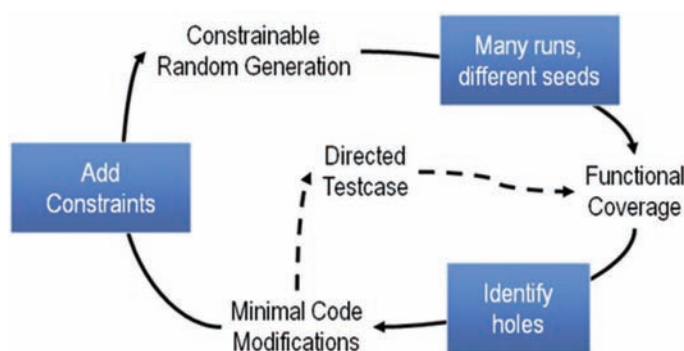 Constrainable
Random Generation
Many runs,
different seeds
Add
Constraints
Directed
Testcase
Functional
Coverage
Minimal Code
Modifications
Identify
holes